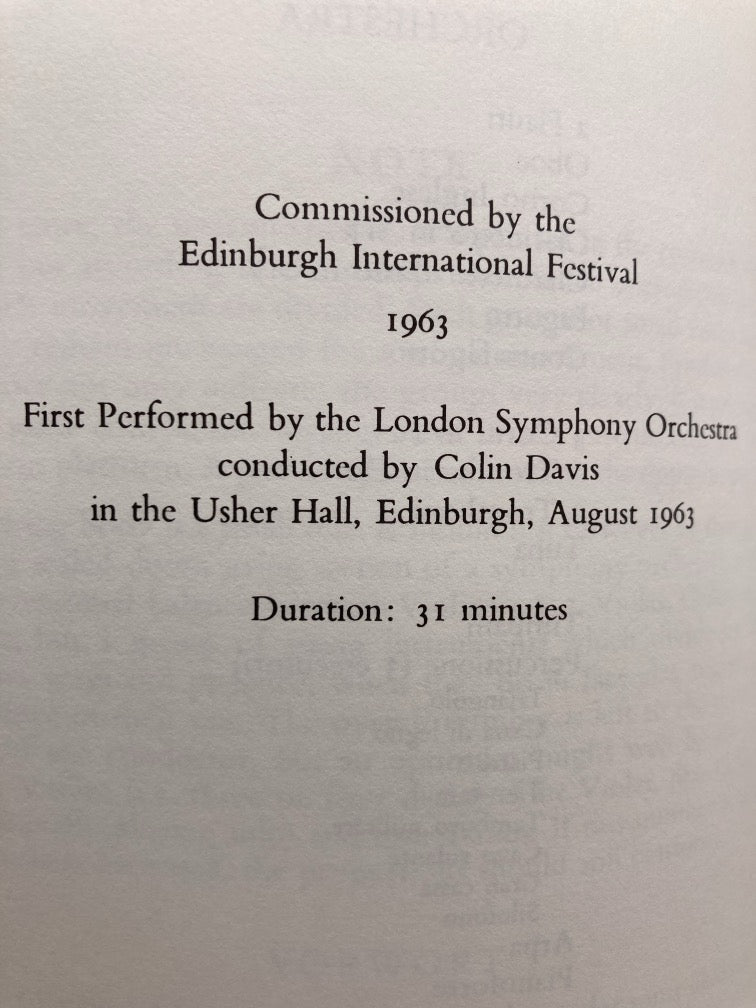 Commissioned by the
Edinburgh International Festival
1963
First Performed by the London Symphony Orchestra
conducted by Colin Davis
in the Usher Hall, Edinburgh, August 1963
Duration: 31 minutes